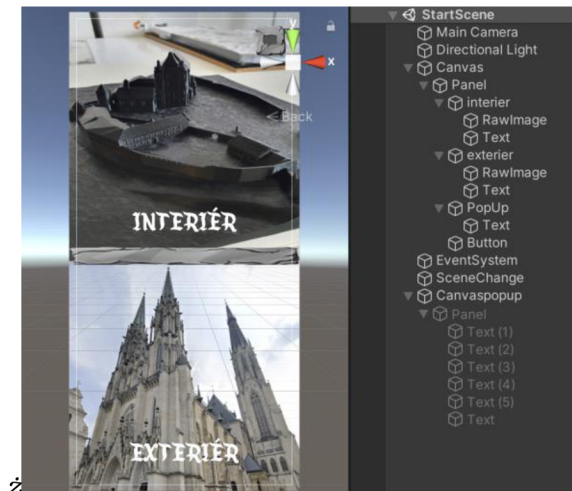 y
x
Back
INTERIÉR
EXTERIÉR
StartScene
Main Camera
Directional Light
Canvas
Panel
interier
RawImage
Text
exterier
RawImage
Text
PopUp
Text
Button
EventSystem
SceneChange
Canvaspopup
Panel
Text (1)
Text (2)
Text (3)
Text (4)
Text (5)
Text
ż